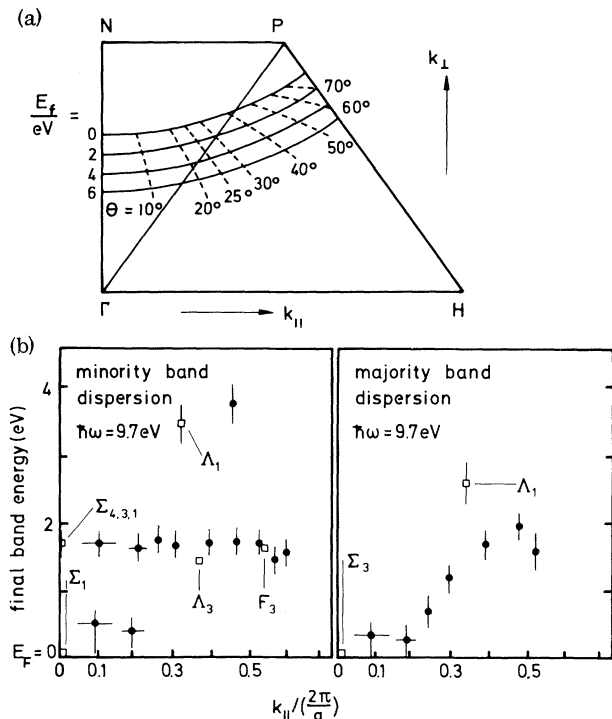 (a)
N
P
k⊥
E_f/eV =
0
2
4
6
θ = 10°
20°
25°
30°
40°
50°
60°
70°
Γ
k∥
H
(b)
final band energy (eV)
4
2
E_F = 0
minority band
dispersion
ħω = 9.7 eV
Λ₁
Σ₄,₃,₁
Σ₁
Λ₃
F₃
0
0.1
0.3
0.5
majority band
dispersion
ħω = 9.7 eV
Λ₁
Σ₃
0
0.1
0.3
0.5
k∥/(2π/a)